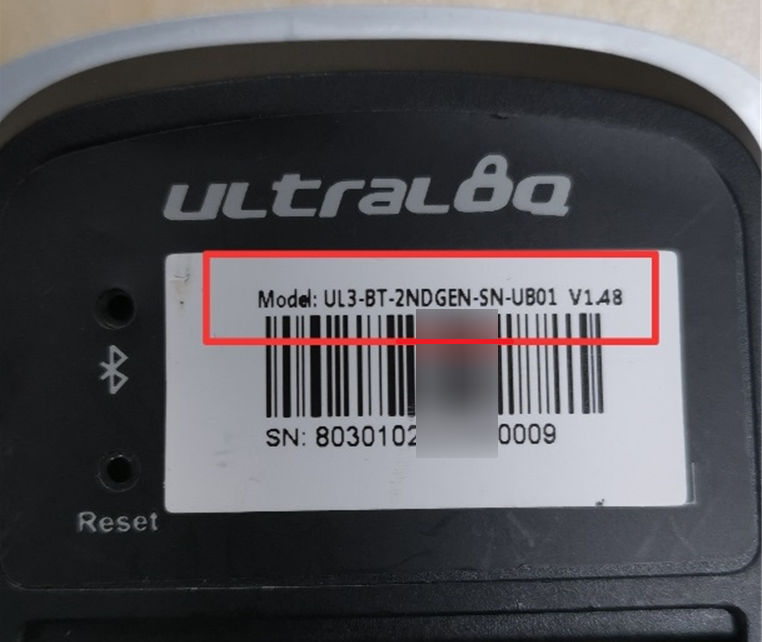 ULTRALOQ
Model: UL3-BT-2NDGEN-SN-UB01 V1.48
SN: 8030102 0009
Reset